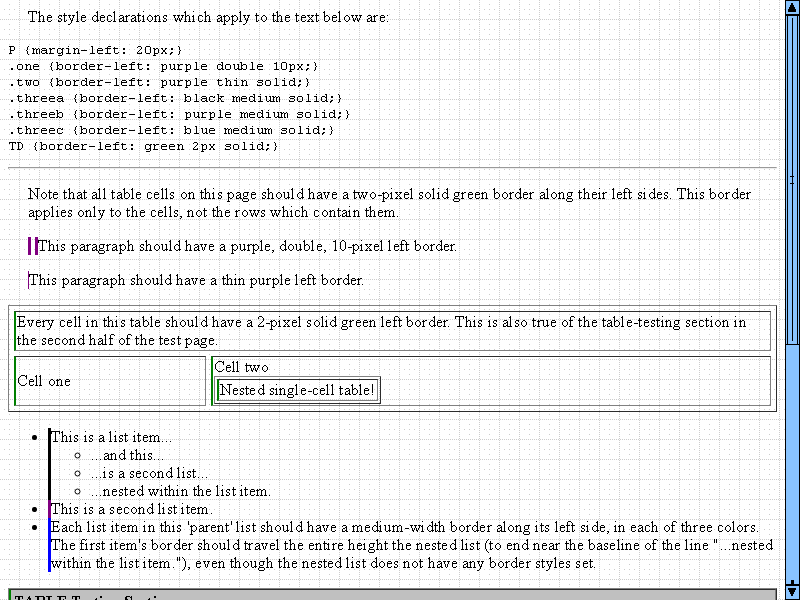 The style declarations which apply to the text below are:
P {margin-left: 20px;}
.one {border-left: purple double 10px;}
.two {border-left: purple thin solid;}
.threea {border-left: black medium solid;}
.threeb {border-left: purple medium solid;}
.threec {border-left: blue medium solid;}
TD {border-left: green 2px solid;}
Note that all table cells on this page should have a two-pixel solid green border along their left sides. This border
applies only to the cells, not the rows which contain them.
This paragraph should have a purple, double, 10-pixel left border.
This paragraph should have a thin purple left border.
Every cell in this table should have a 2-pixel solid green left border. This is also true of the table-testing section in
the second half of the test page.
Cell one
Cell two
Nested single-cell table!
This is a list item...
...and this...
...is a second list...
...nested within the list item.
This is a second list item.
Each list item in this 'parent' list should have a medium-width border along its left side, in each of three colors.
The first item's border should travel the entire height the nested list (to end near the baseline of the line "...nested
within the list item."), even though the nested list does not have any border styles set.
TABLE Testing Section